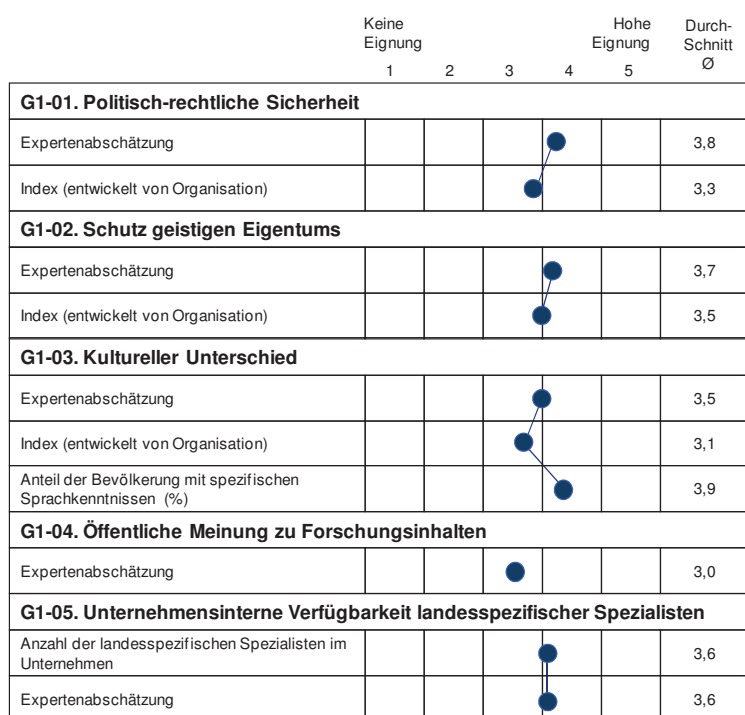 Keine Eignung
Hohe Eignung
Durch-Schnitt Ø
1 2 3 4 5
G1-01. Politisch-rechtliche Sicherheit
Expertenabschätzung 3,8
Index (entwickelt von Organisation) 3,3
G1-02. Schutz geistigen Eigentums
Expertenabschätzung 3,7
Index (entwickelt von Organisation) 3,5
G1-03. Kultureller Unterschied
Expertenabschätzung 3,5
Index (entwickelt von Organisation) 3,1
Anteil der Bevölkerung mit spezifischen
Sprachkenntnissen (%) 3,9
G1-04. Öffentliche Meinung zu Forschungsinhalten
Expertenabschätzung 3,0
G1-05. Unternehmensinterne Verfügbarkeit landesspezifischer Spezialisten
Anzahl der landesspezifischen Spezialisten im
Unternehmen 3,6
Expertenabschätzung 3,6